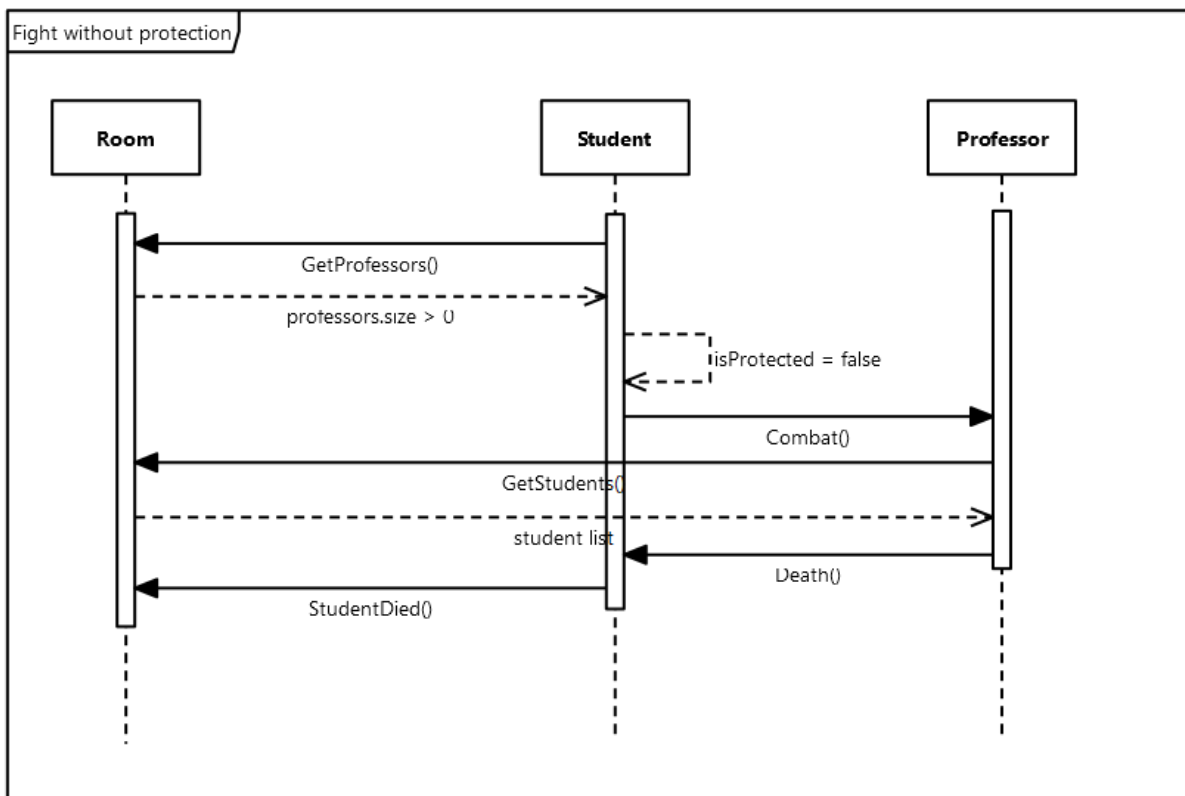 Fight without protection
Room
Student
Professor
GetProfessors()
professors.size > 0
isProtected = false
Combat()
GetStudents()
student list
Death()
StudentDied()